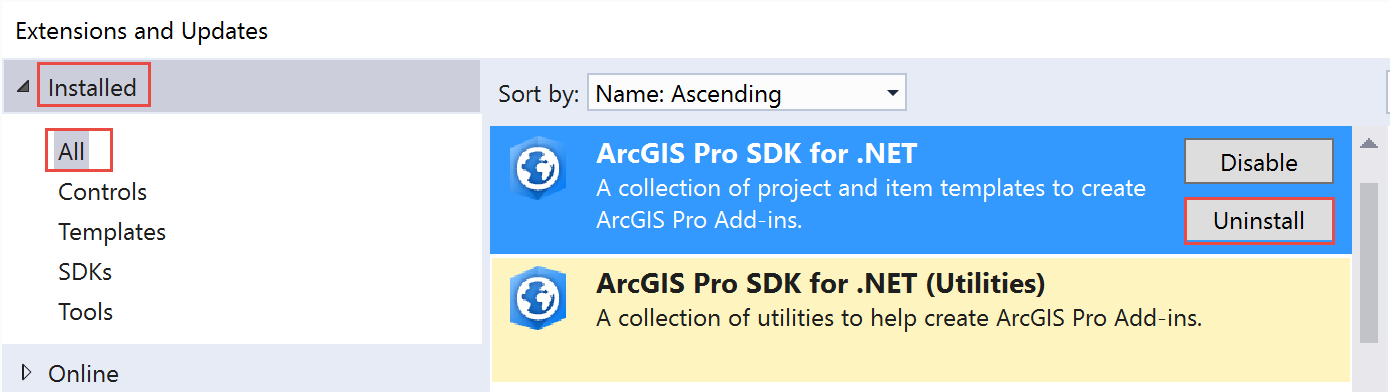 Extensions and Updates
Installed
All
Controls
Templates
SDKs
Tools
Online
Sort by: Name: Ascending
ArcGIS Pro SDK for .NET
A collection of project and item templates to create
ArcGIS Pro Add-ins.
Disable
Uninstall
ArcGIS Pro SDK for .NET (Utilities)
A collection of utilities to help create ArcGIS Pro Add-ins.